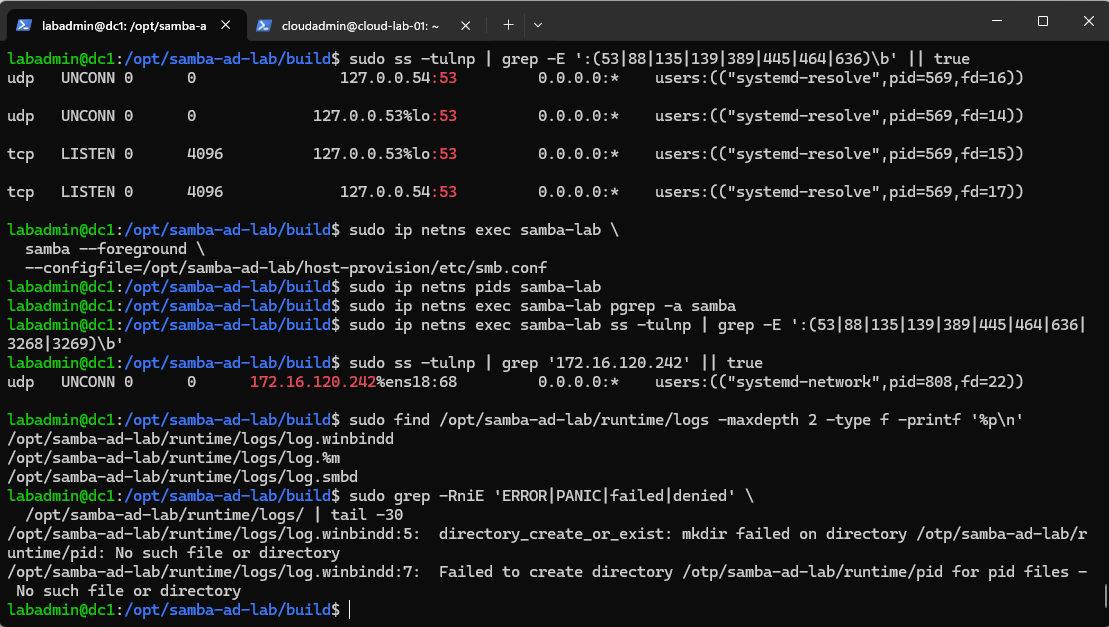 labadmin@dc1: /opt/samba-a
cloudadmin@cloud-lab-01: ~
labadmin@dc1:/opt/samba-ad-lab/build$ sudo ss -tulnp | grep -E ':(53|88|135|139|389|445|464|636)\b' || true
udp   UNCONN 0      0                127.0.0.54:53         0.0.0.0:*    users:(("systemd-resolve",pid=569,fd=16))
udp   UNCONN 0      0             127.0.0.53%lo:53         0.0.0.0:*    users:(("systemd-resolve",pid=569,fd=14))
tcp   LISTEN 0      4096          127.0.0.53%lo:53         0.0.0.0:*    users:(("systemd-resolve",pid=569,fd=15))
tcp   LISTEN 0      4096             127.0.0.54:53         0.0.0.0:*    users:(("systemd-resolve",pid=569,fd=17))
labadmin@dc1:/opt/samba-ad-lab/build$ sudo ip netns exec samba-lab \
  samba --foreground \
  --configfile=/opt/samba-ad-lab/host-provision/etc/smb.conf
labadmin@dc1:/opt/samba-ad-lab/build$ sudo ip netns pids samba-lab
labadmin@dc1:/opt/samba-ad-lab/build$ sudo ip netns exec samba-lab pgrep -a samba
labadmin@dc1:/opt/samba-ad-lab/build$ sudo ip netns exec samba-lab ss -tulnp | grep -E ':(53|88|135|139|389|445|464|636|
3268|3269)\b'
labadmin@dc1:/opt/samba-ad-lab/build$ sudo ss -tulnp | grep '172.16.120.242' || true
udp   UNCONN 0      0      172.16.120.242%ens18:68         0.0.0.0:*    users:(("systemd-network",pid=808,fd=22))
labadmin@dc1:/opt/samba-ad-lab/build$ sudo find /opt/samba-ad-lab/runtime/logs -maxdepth 2 -type f -printf '%p\n'
/opt/samba-ad-lab/runtime/logs/log.winbindd
/opt/samba-ad-lab/runtime/logs/log.%m
/opt/samba-ad-lab/runtime/logs/log.smbd
labadmin@dc1:/opt/samba-ad-lab/build$ sudo grep -RniE 'ERROR|PANIC|failed|denied' \
  /opt/samba-ad-lab/runtime/logs/ | tail -30
/opt/samba-ad-lab/runtime/logs/log.winbindd:5:  directory_create_or_exist: mkdir failed on directory /otp/samba-ad-lab/r
untime/pid: No such file or directory
/opt/samba-ad-lab/runtime/logs/log.winbindd:7:  Failed to create directory /otp/samba-ad-lab/runtime/pid for pid files -
 No such file or directory
labadmin@dc1:/opt/samba-ad-lab/build$